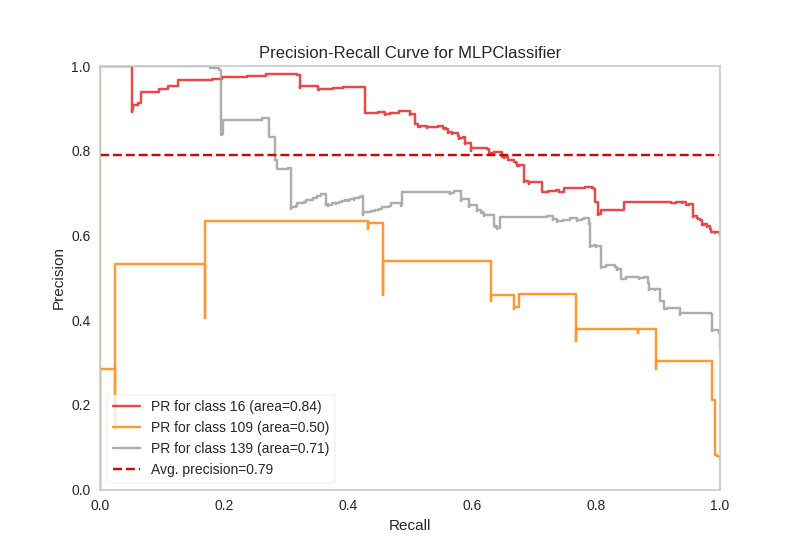 Precision-Recall Curve for MLPClassifier
1.0
0.8
0.6
0.4
0.2
0.0
Precision
PR for class 16 (area=0.84)
PR for class 109 (area=0.50)
PR for class 139 (area=0.71)
Avg. precision=0.79
0.0 0.2 0.4 0.6 0.8 1.0
Recall